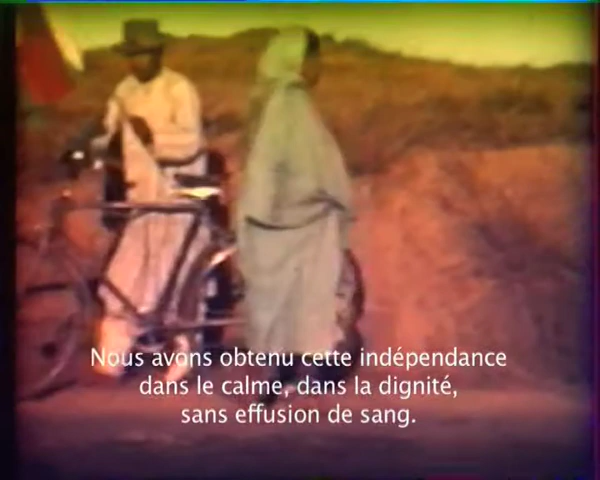 Nous avons obtenu cette indépendance
dans le calme, dans la dignité,
sans effusion de sang.